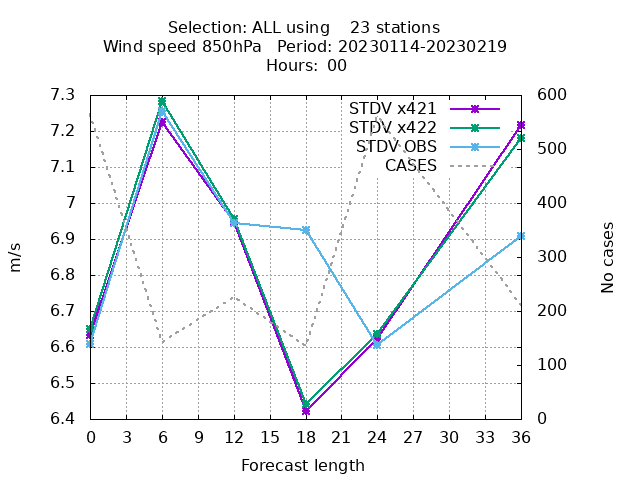 Selection: ALL using    23 stations
Wind speed 850hPa   Period: 20230114-20230219
Hours:  00
7.3
7.2
7.1
7
6.9
6.8
6.7
6.6
6.5
6.4
m/s
STDV x421
STDV x422
STDV OBS
CASES
600
500
400
300
200
100
0
No cases
0 3 6 9 12 15 18 21 24 27 30 33 36
Forecast length